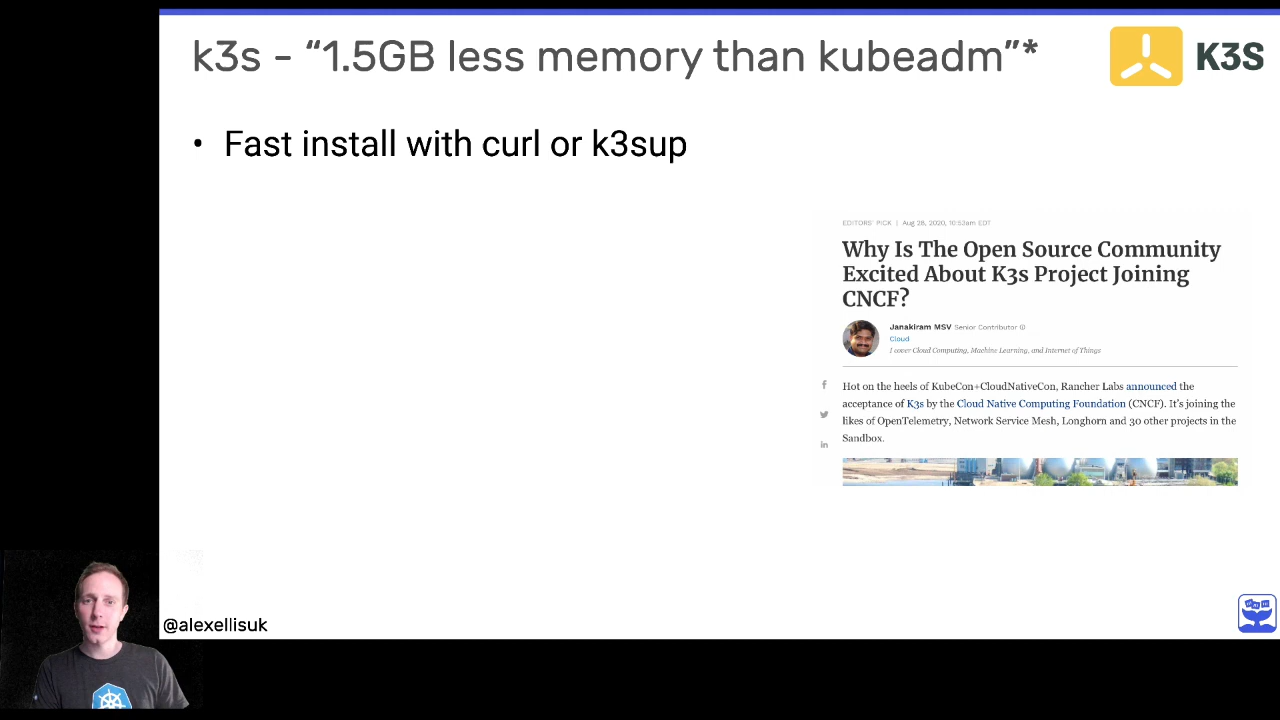 k3s - “1.5GB less memory than kubeadm”*
K3S
• Fast install with curl or k3sup
EDITORS' PICK | Aug 28, 2020, 10:53am EDT
Why Is The Open Source Community
Excited About K3s Project Joining
CNCF?
Janakiram MSV Senior Contributor
Cloud
I cover Cloud Computing, Machine Learning, and Internet of Things
Hot on the heels of KubeCon+CloudNativeCon, Rancher Labs announced the
acceptance of K3s by the Cloud Native Computing Foundation (CNCF). It’s joining the
likes of OpenTelemetry, Network Service Mesh, Longhorn and 30 other projects in the
Sandbox.
@alexellisuk